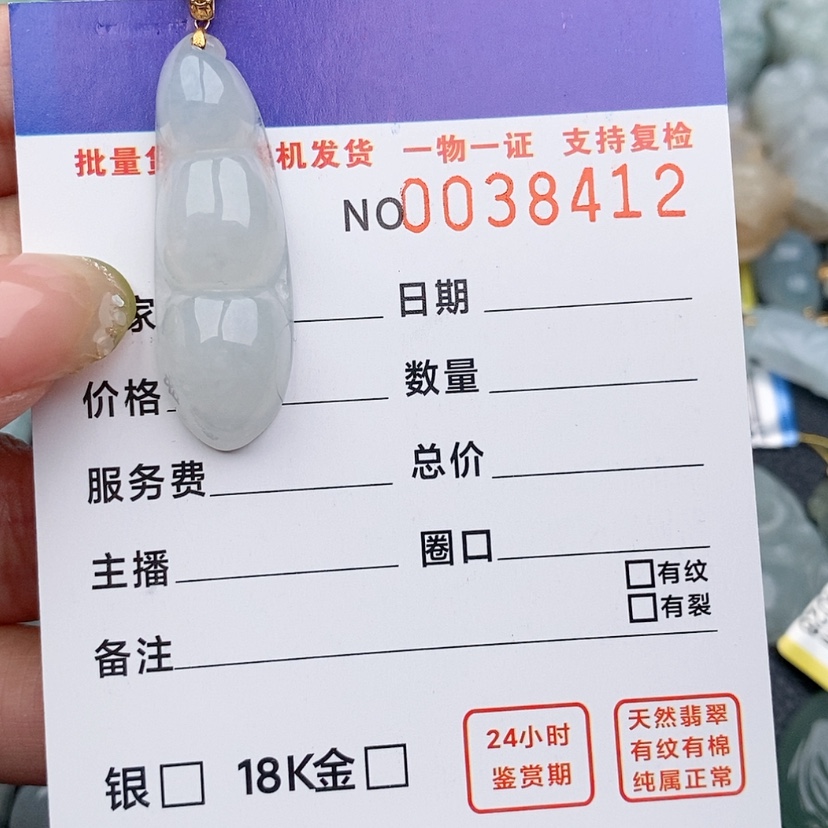 批量 机发货 一物一证 支持复检
NO0038412
家 日期
价格 数量
服务费 总价
主播 圈口
□有纹
□有裂
备注
银□ 18K金□
24小时
鉴赏期
天然翡翠
有纹有棉
纯属正常